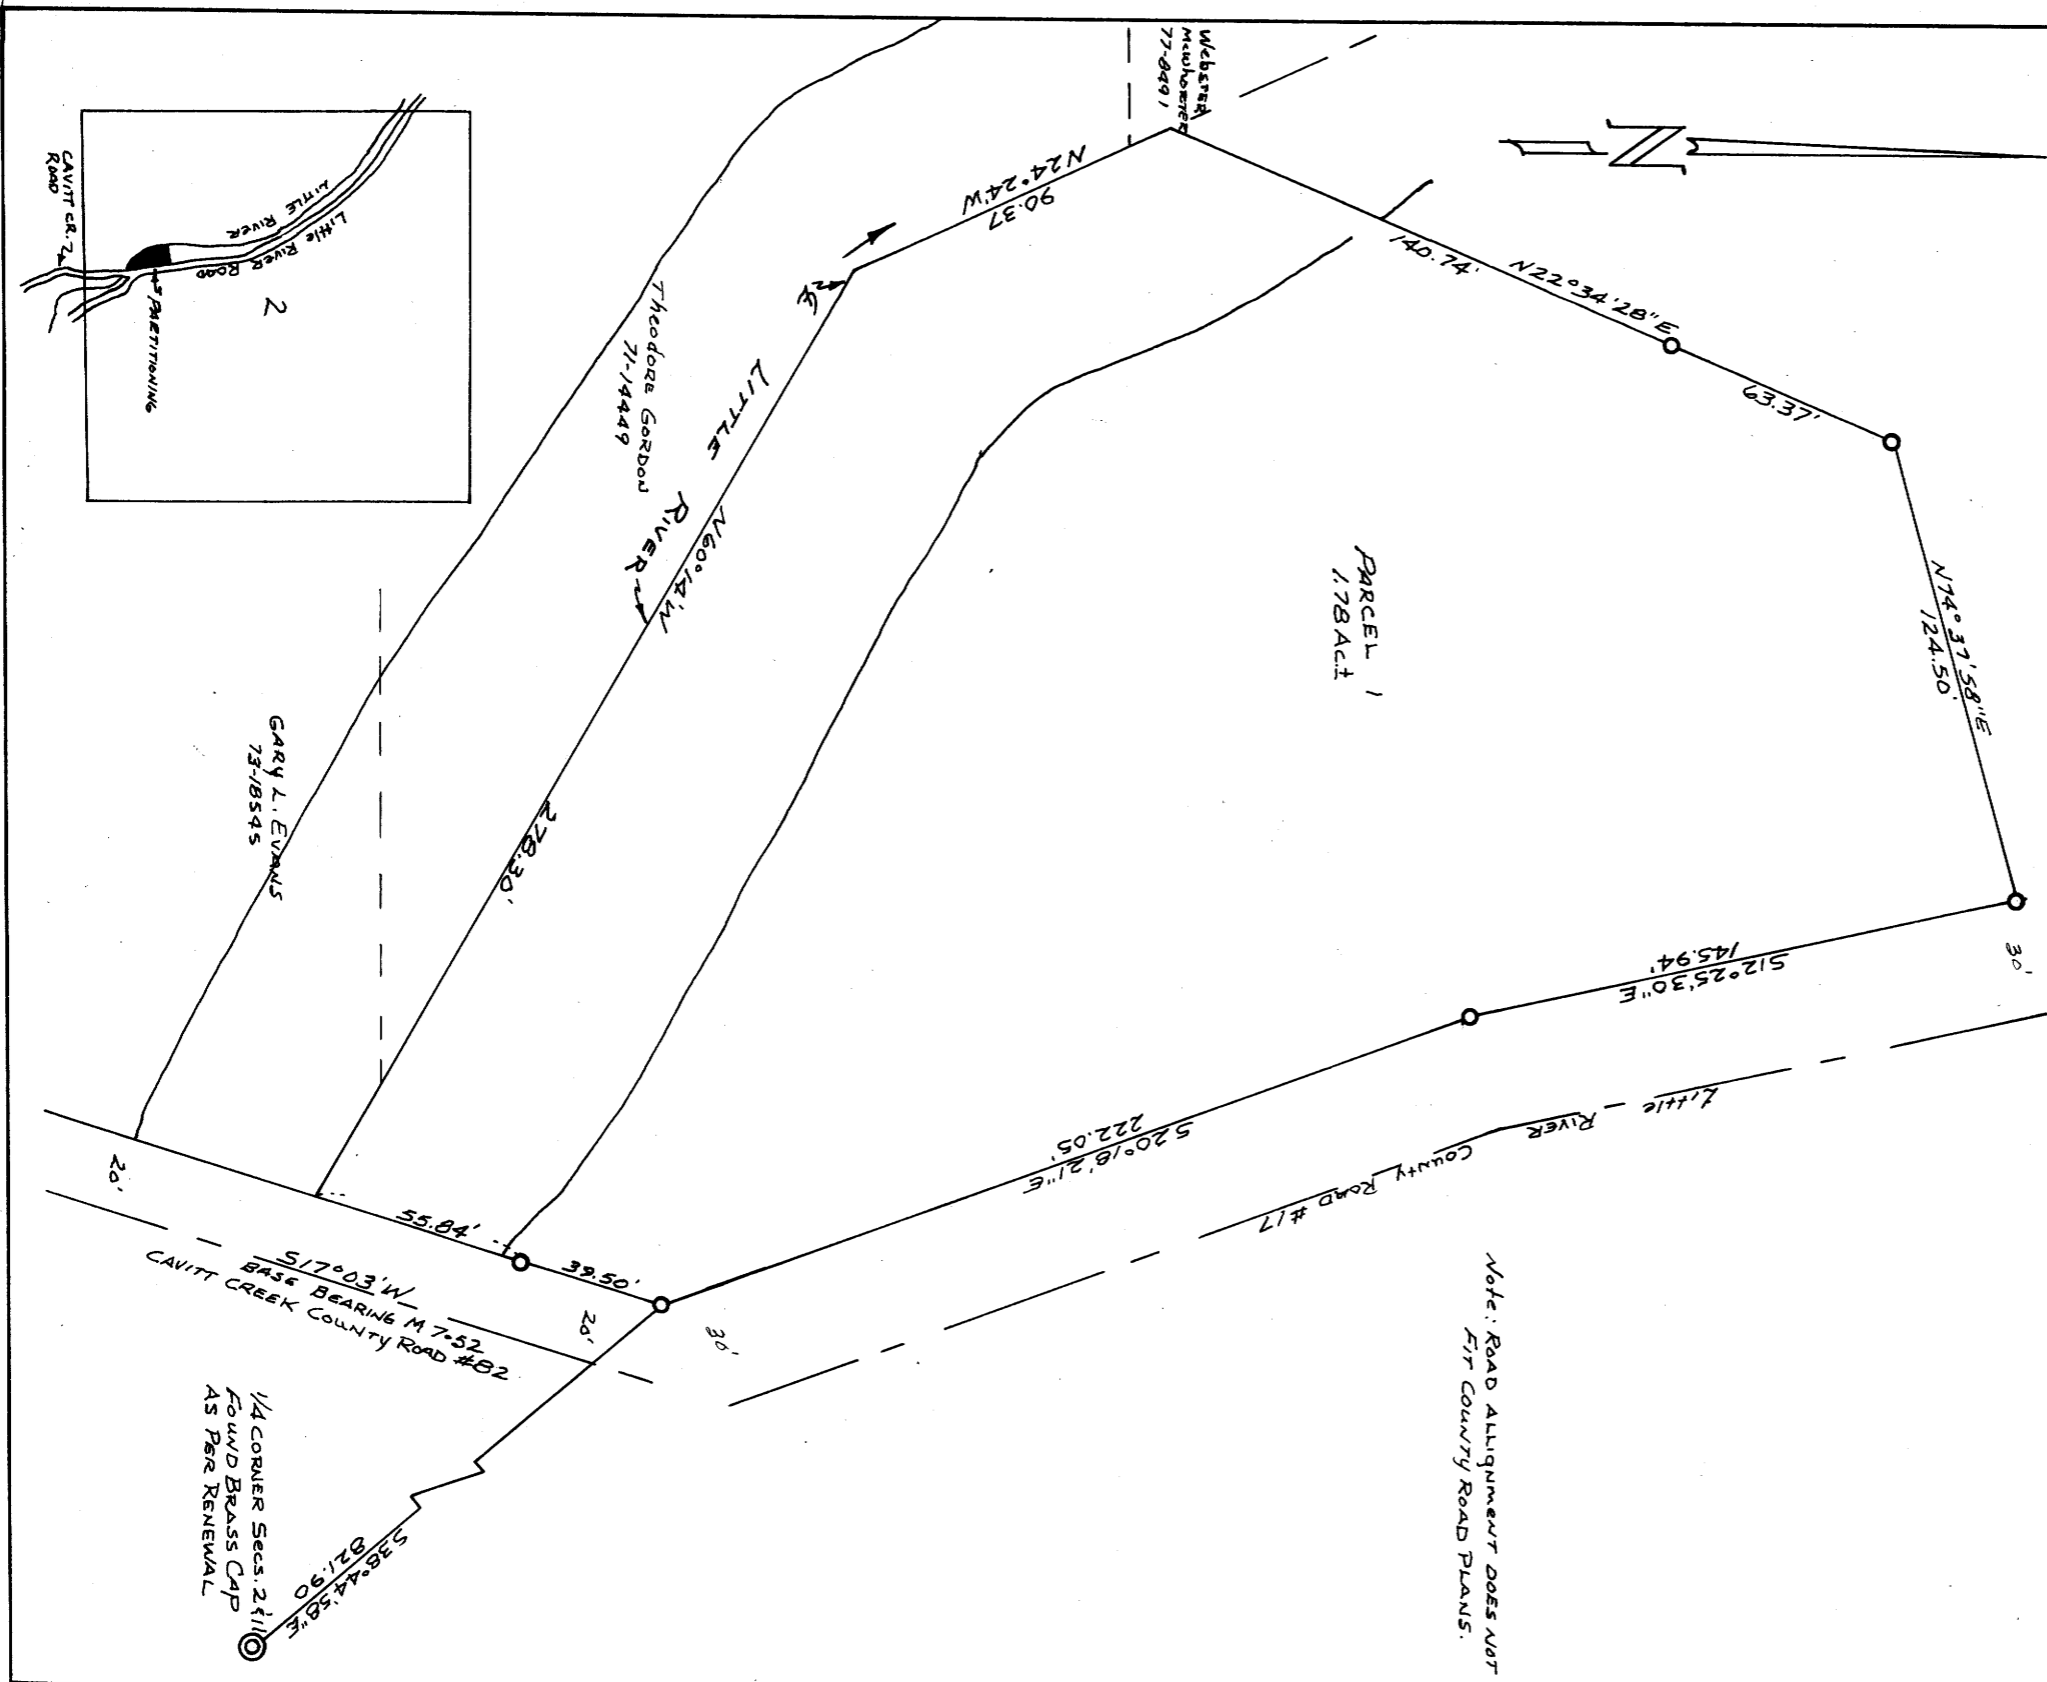 Webster
McWhorter
77-8491
N24°24'W
90.37
140.74'
N22°34'28"E
63.37'
N74°37'58"E
124.50'
30'
S12°25'30"E
145.94'
S20°18'21"E
222.05'
Little River County Road #17
PARCEL 1
1.78 Ac.±
LITTLE RIVER
N60°14'W
278.30'
Theodore Gordon
71-14449
GARY L. EVANS
73-18545
20'
55.84'
39.50'
20'
30'
S17°03'W
BASE BEARING M 7-52
CAVITT CREEK COUNTY ROAD #82
1/4 CORNER Secs. 2&11
FOUND BRASS CAP
AS PER RENEWAL
S38°44'58"E
821.90
Note: ROAD ALLIGNMENT DOES NOT
FIT COUNTY ROAD PLANS.
CAVITT CR.
ROAD
LITTLE RIVER
Little River ROAD
PARTITIONING
2
N